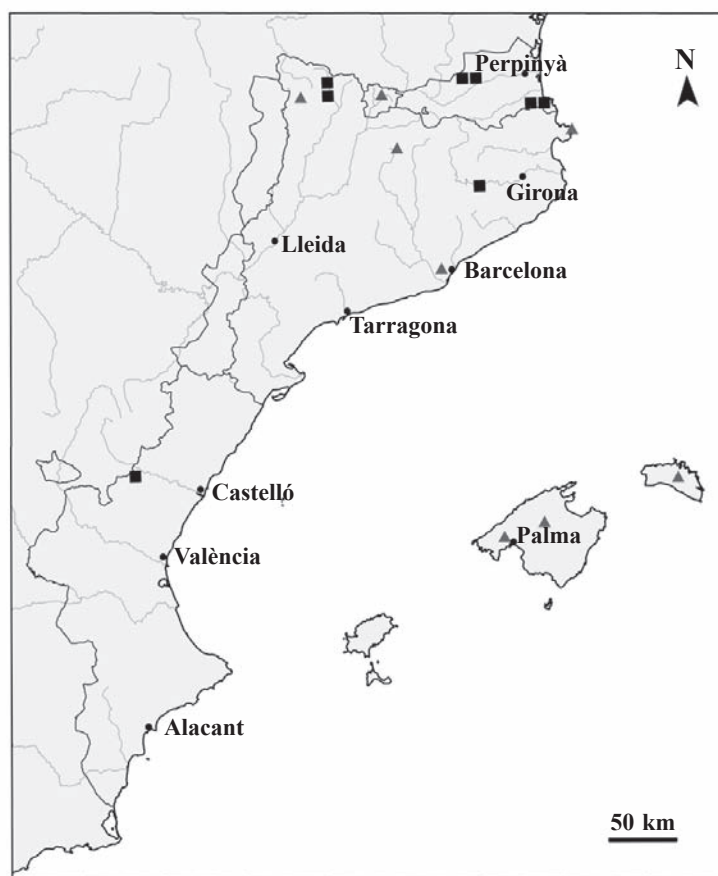 Perpinyà
N
Girona
Lleida
Barcelona
Tarragona
Castelló
Palma
València
Alacant
50 km